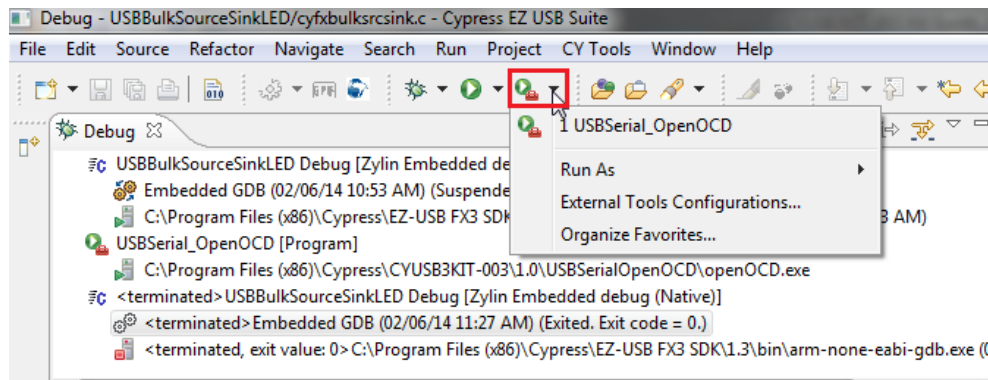 Debug - USBBulkSourceSinkLED/cyfxbulksrcsink.c - Cypress EZ USB Suite
File Edit Source Refactor Navigate Search Run Project CY Tools Window Help
010
Debug
1 USBSerial_OpenOCD
USBBulkSourceSinkLED Debug [Zylin Embedded de
Run As
Embedded GDB (02/06/14 10:53 AM) (Suspende
External Tools Configurations...
C:\Program Files (x86)\Cypress\EZ-USB FX3 SDK
3 AM)
Organize Favorites...
USBSerial_OpenOCD [Program]
C:\Program Files (x86)\Cypress\CYUSB3KIT-003\1.0\USBSerialOpenOCD\openOCD.exe
<terminated>USBBulkSourceSinkLED Debug [Zylin Embedded debug (Native)]
<terminated>Embedded GDB (02/06/14 11:27 AM) (Exited. Exit code = 0.)
<terminated, exit value: 0>C:\Program Files (x86)\Cypress\EZ-USB FX3 SDK\1.3\bin\arm-none-eabi-gdb.exe (0